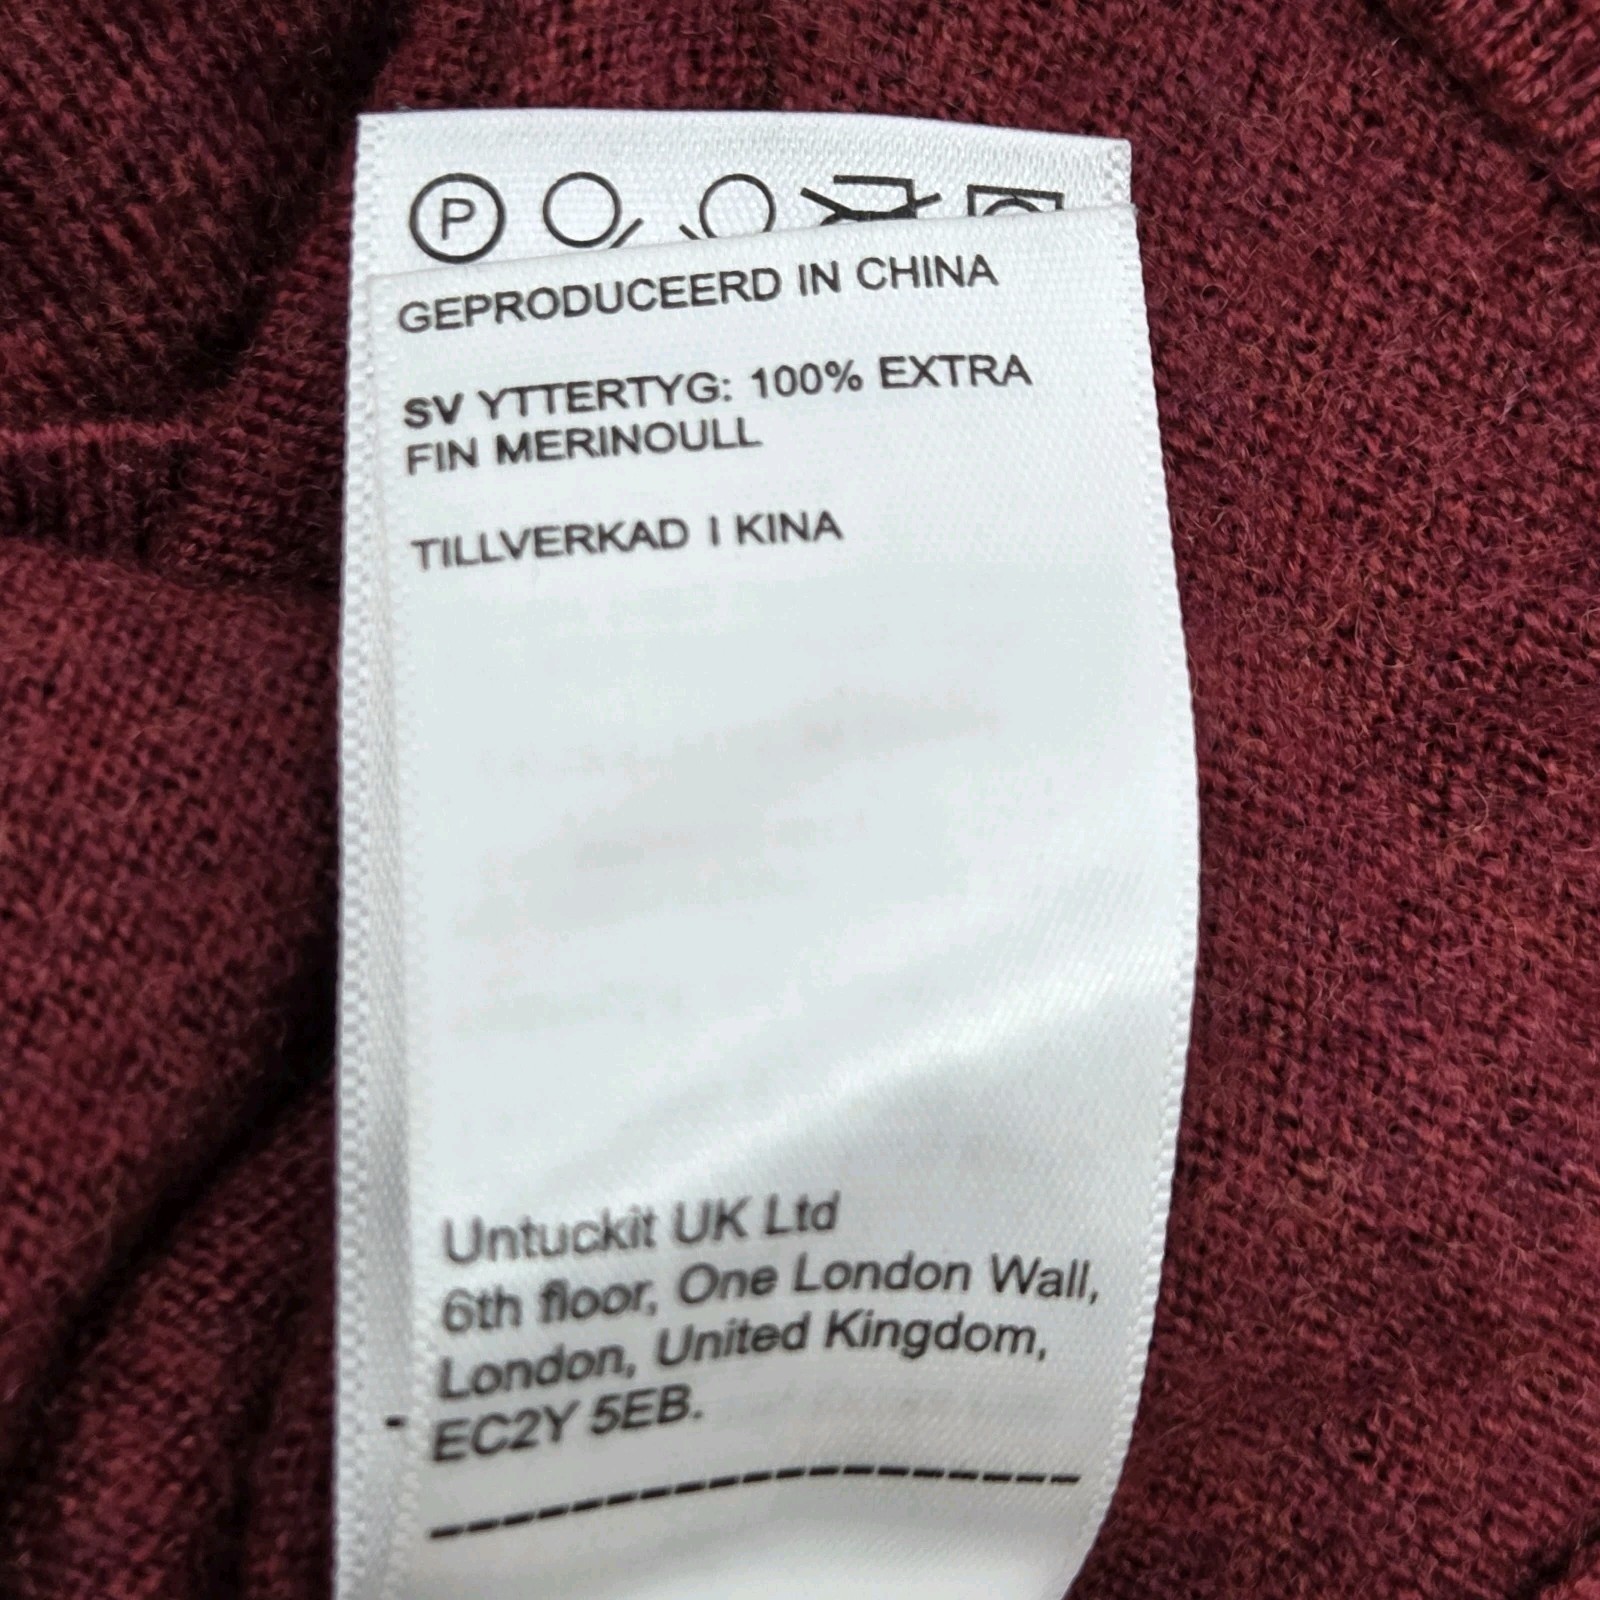 P
GEPRODUCEERD IN CHINA
SV YTTERTYG: 100% EXTRA
FIN MERINOULL
TILLVERKAD I KINA
Untuckit UK Ltd
6th floor, One London Wall,
London, United Kingdom,
EC2Y 5EB.